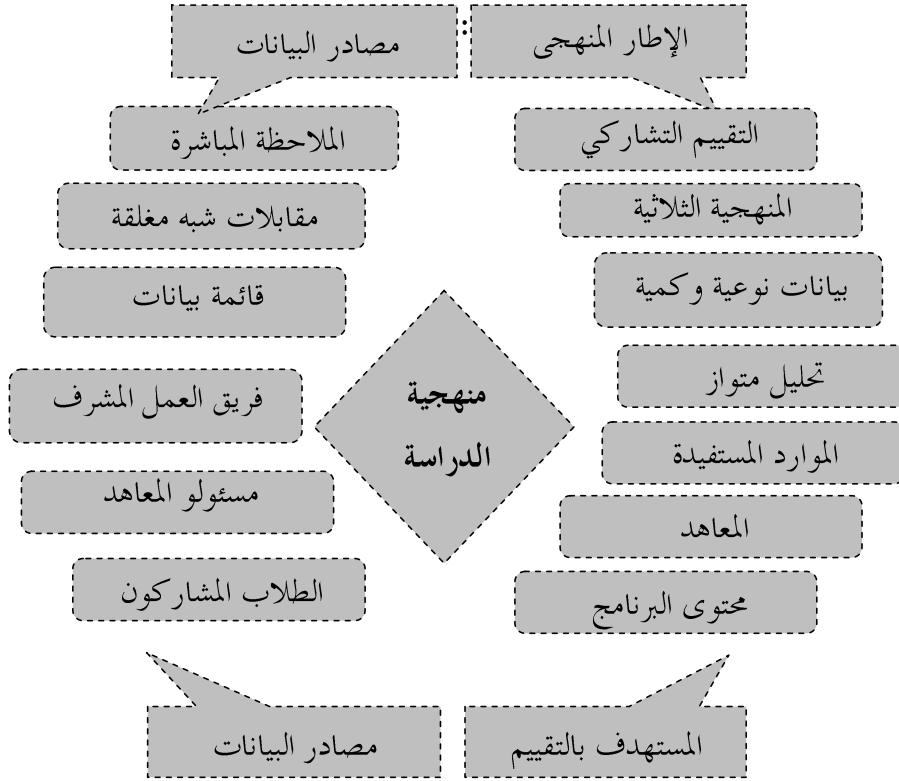 الإطار المنهجى
:
مصادر البيانات
التقييم التشاركي
الملاحظة المباشرة
المنهجية الثلاثية
مقابلات شبه مغلقة
بيانات نوعية وكمية
قائمة بيانات
تحليل متواز
فريق العمل المشرف
منهجية
الدراسة
الموارد المستفيدة
مسئولو المعاهد
المعاهد
الطلاب المشاركون
محتوى البرنامج
المستهدف بالتقييم
مصادر البيانات